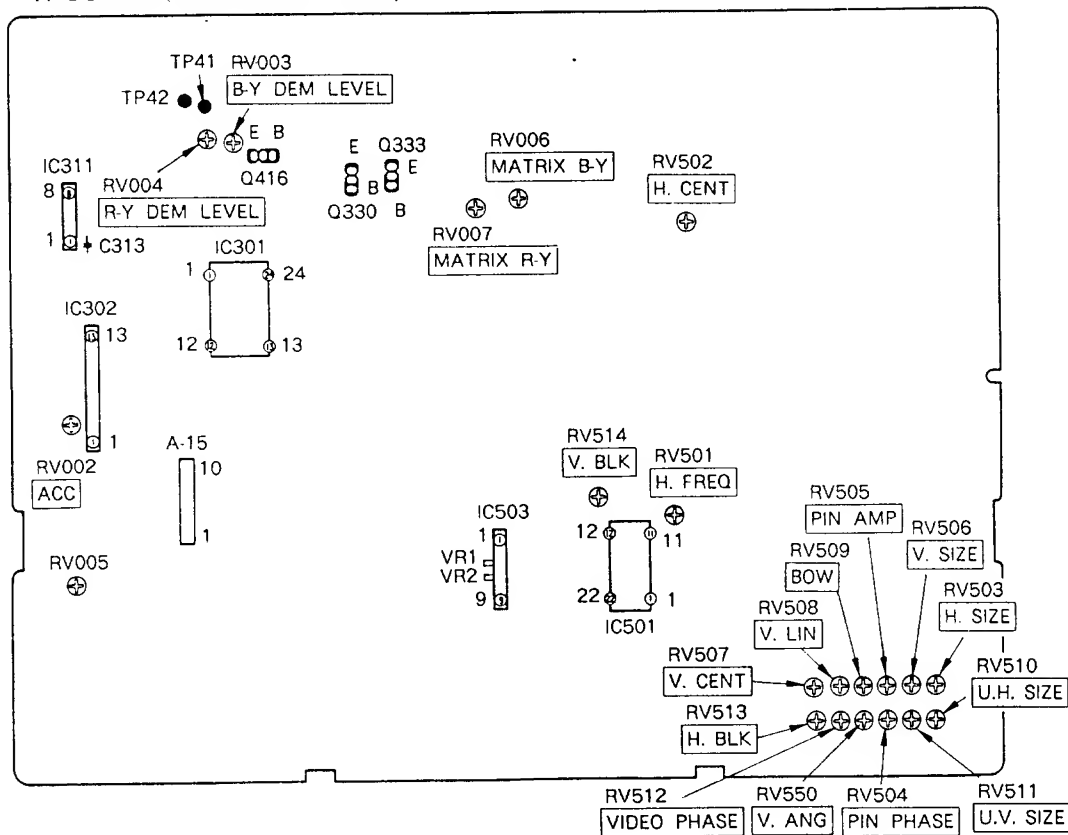 TP41
RV003
B-Y DEM LEVEL
TP42
E B
Q416
E
Q333
E
B
Q330
B
RV006
MATRIX B-Y
RV502
H. CENT
IC311
8
1
RV004
R-Y DEM LEVEL
C313
RV007
MATRIX R-Y
IC301
1
24
12
13
IC302
13
1
RV002
ACC
A-15
10
1
RV005
RV514
V. BLK
RV501
H. FREQ
IC503
1
VR1
VR2
9
12
11
22
1
IC501
RV505
PIN AMP
RV506
V. SIZE
RV509
BOW
RV503
H. SIZE
RV508
V. LIN
RV507
V. CENT
RV510
U.H. SIZE
RV513
H. BLK
RV512
VIDEO PHASE
RV550
V. ANG
RV504
PIN PHASE
RV511
U.V. SIZE